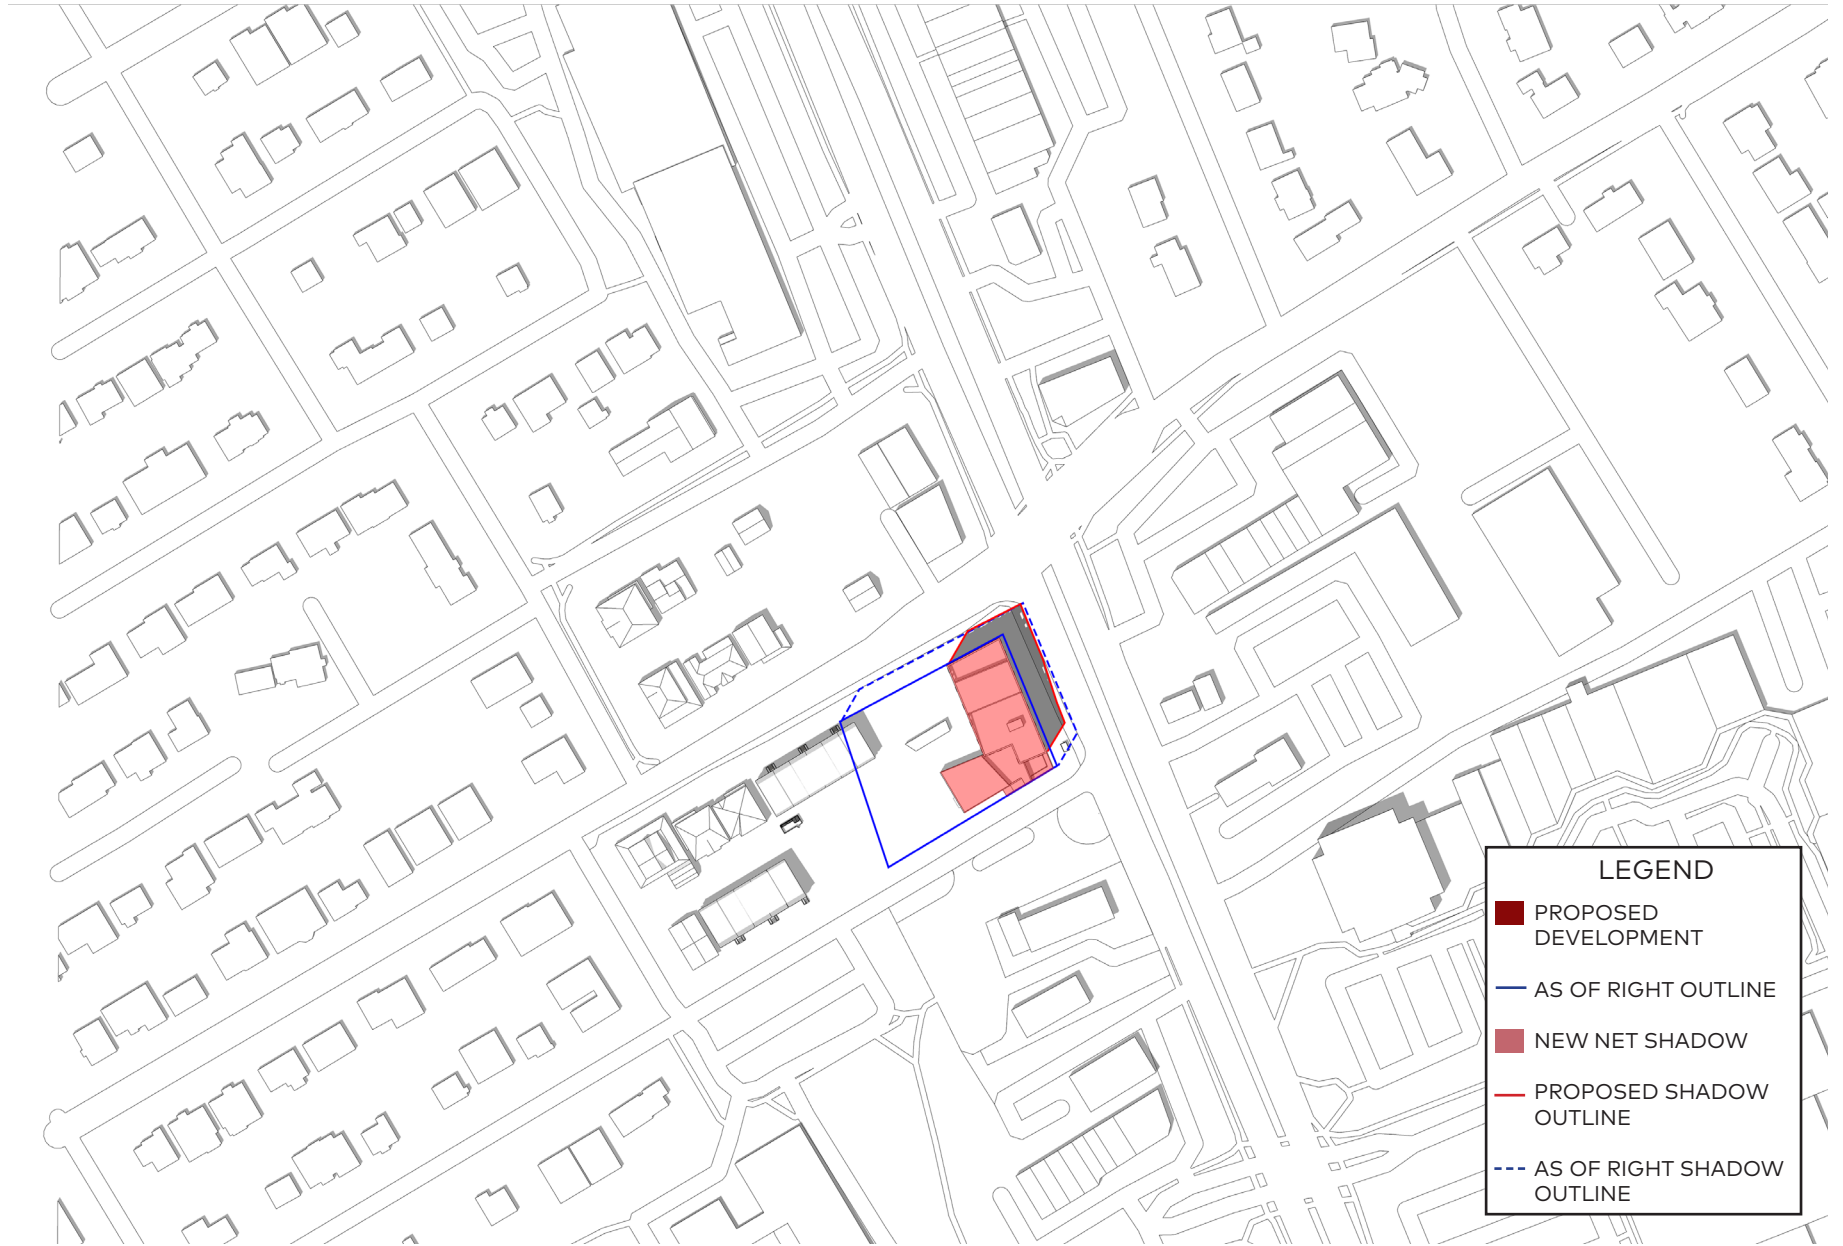 LEGEND
PROPOSED
DEVELOPMENT
AS OF RIGHT OUTLINE
NEW NET SHADOW
PROPOSED SHADOW
OUTLINE
AS OF RIGHT SHADOW
OUTLINE